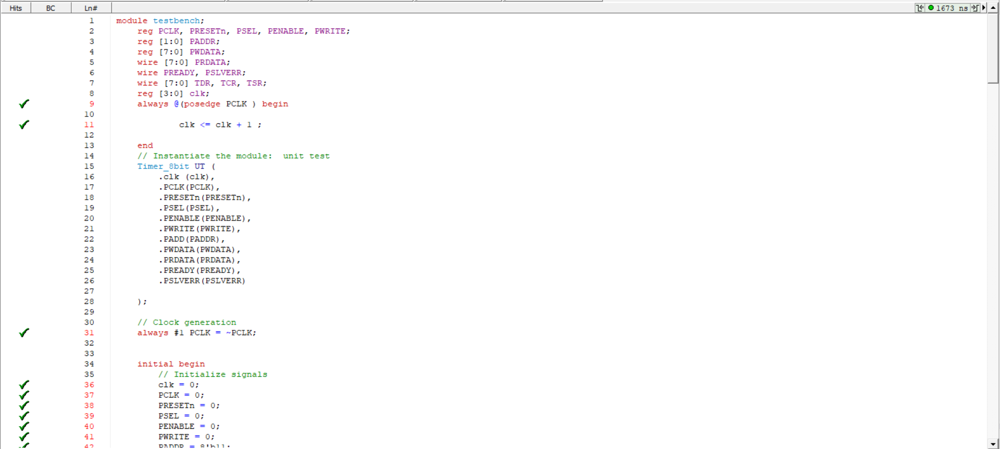 Hits BC Ln# 1673 ns
1 module testbench;
2 reg PCLK, PRESETn, PSEL, PENABLE, PWRITE;
3 reg [1:0] PADDR;
4 reg [7:0] PWDATA;
5 wire [7:0] PRDATA;
6 wire PREADY, PSLVERR;
7 wire [7:0] TDR, TCR, TSR;
8 reg [3:0] clk;
9 always @(posedge PCLK ) begin
10
11 clk <= clk + 1 ;
12
13 end
14 // Instantiate the module:  unit test
15 Timer_8bit UT (
16 .clk (clk),
17 .PCLK(PCLK),
18 .PRESETn(PRESETn),
19 .PSEL(PSEL),
20 .PENABLE(PENABLE),
21 .PWRITE(PWRITE),
22 .PADD(PADDR),
23 .PWDATA(PWDATA),
24 .PRDATA(PRDATA),
25 .PREADY(PREADY),
26 .PSLVERR(PSLVERR)
27
28 );
29
30 // Clock generation
31 always #1 PCLK = ~PCLK;
32
33
34 initial begin
35 // Initialize signals
36 clk = 0;
37 PCLK = 0;
38 PRESETn = 0;
39 PSEL = 0;
40 PENABLE = 0;
41 PWRITE = 0;
42 PADDR = 8'b11;